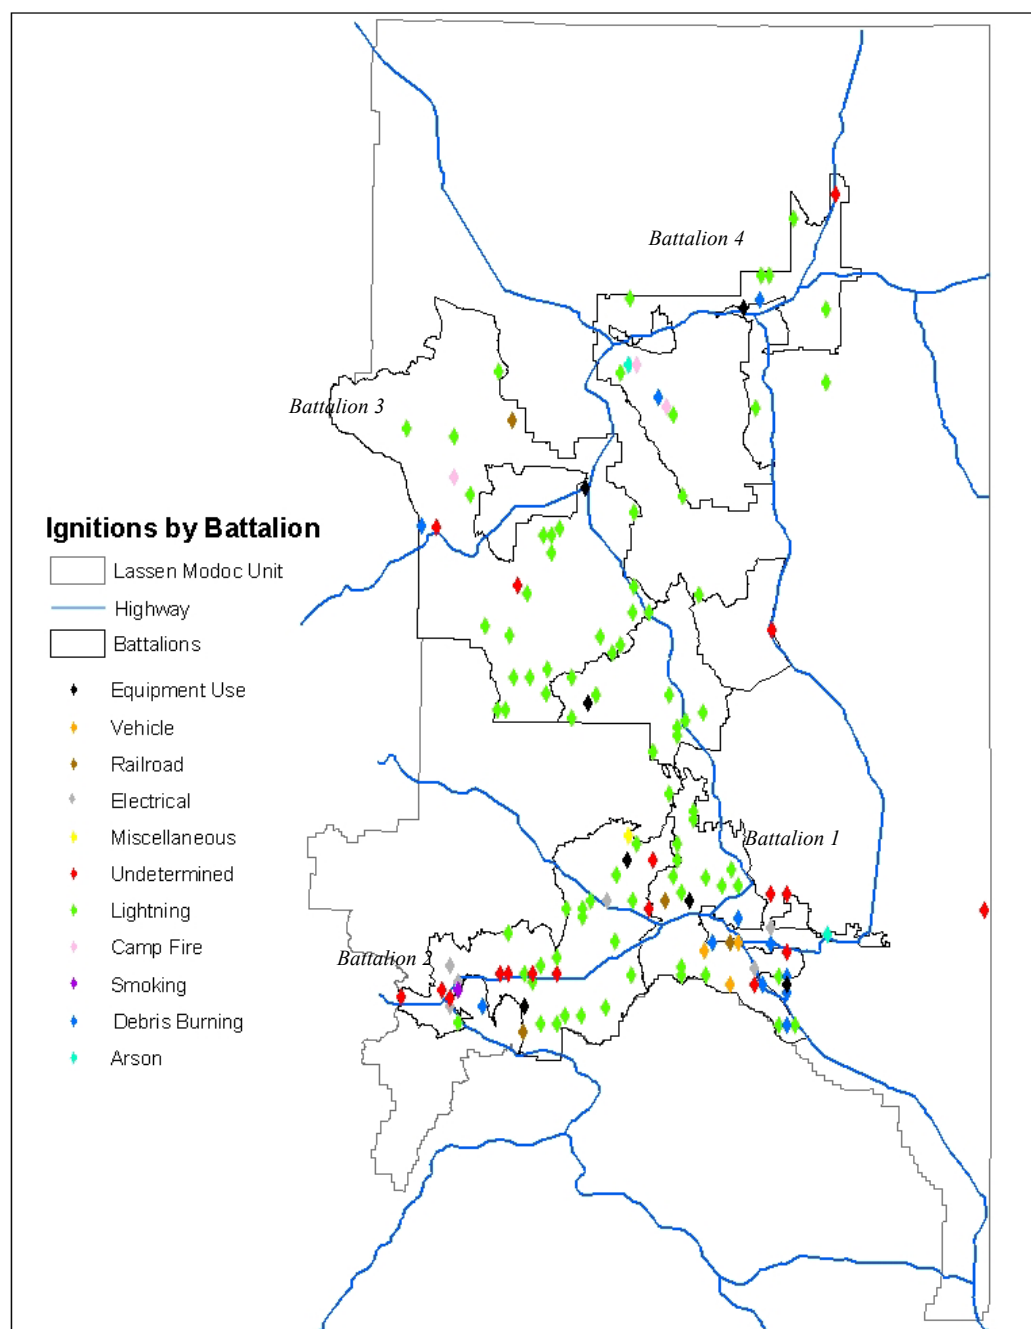 Battalion 4
Battalion 3
Ignitions by Battalion
Lassen Modoc Unit
Highway
Battalions
Equipment Use
Vehicle
Railroad
Electrical
Miscellaneous
Battalion 1
Undetermined
Lightning
Camp Fire
Battalion 2
Smoking
Debris Burning
Arson